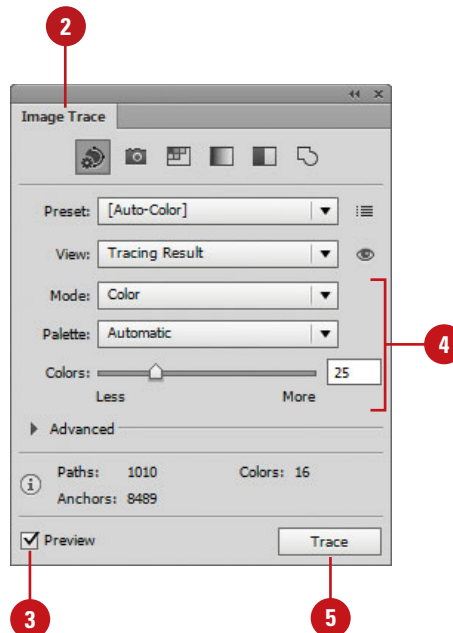 2
Image Trace
Preset: [Auto-Color]
View: Tracing Result
Mode: Color
Palette: Automatic
4
Colors: 25
Less More
Advanced
Paths: 1010 Colors: 16
Anchors: 8489
Preview Trace
3 5